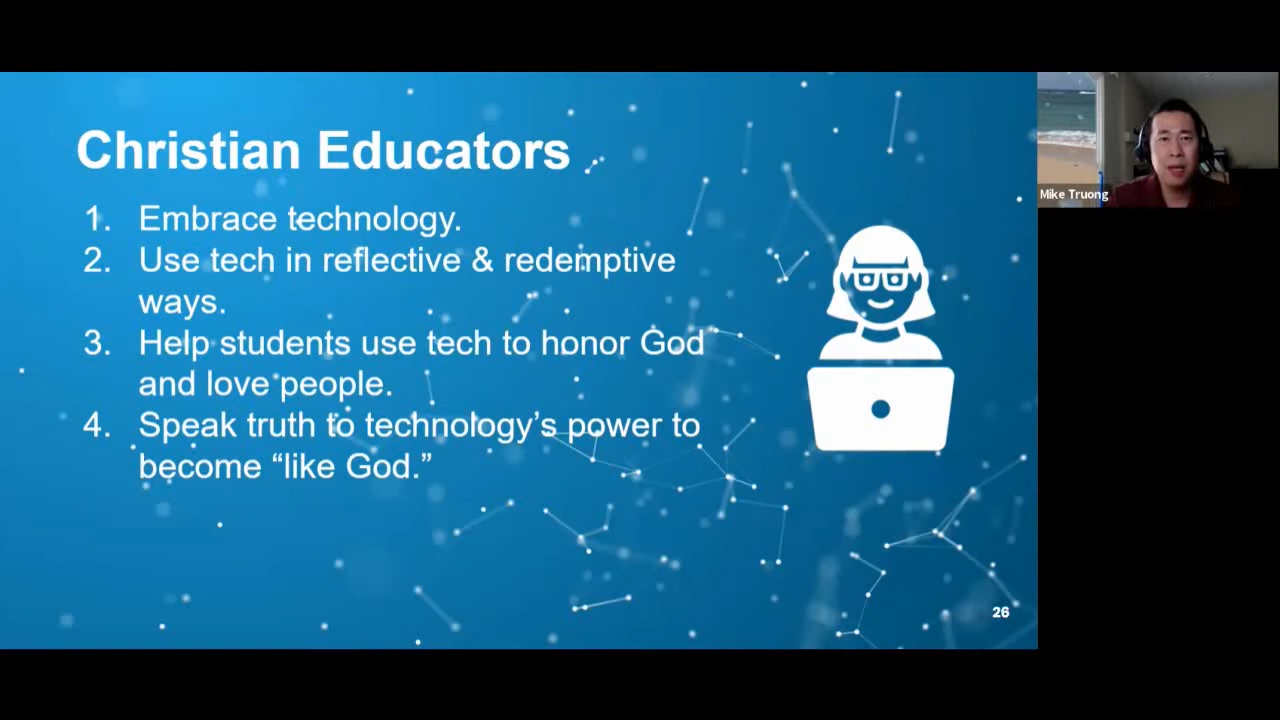 Christian Educators
1. Embrace technology.
2. Use tech in reflective & redemptive
ways.
3. Help students use tech to honor God
and love people.
4. Speak truth to technology’s power to
become “like God.”
26
Mike Truong